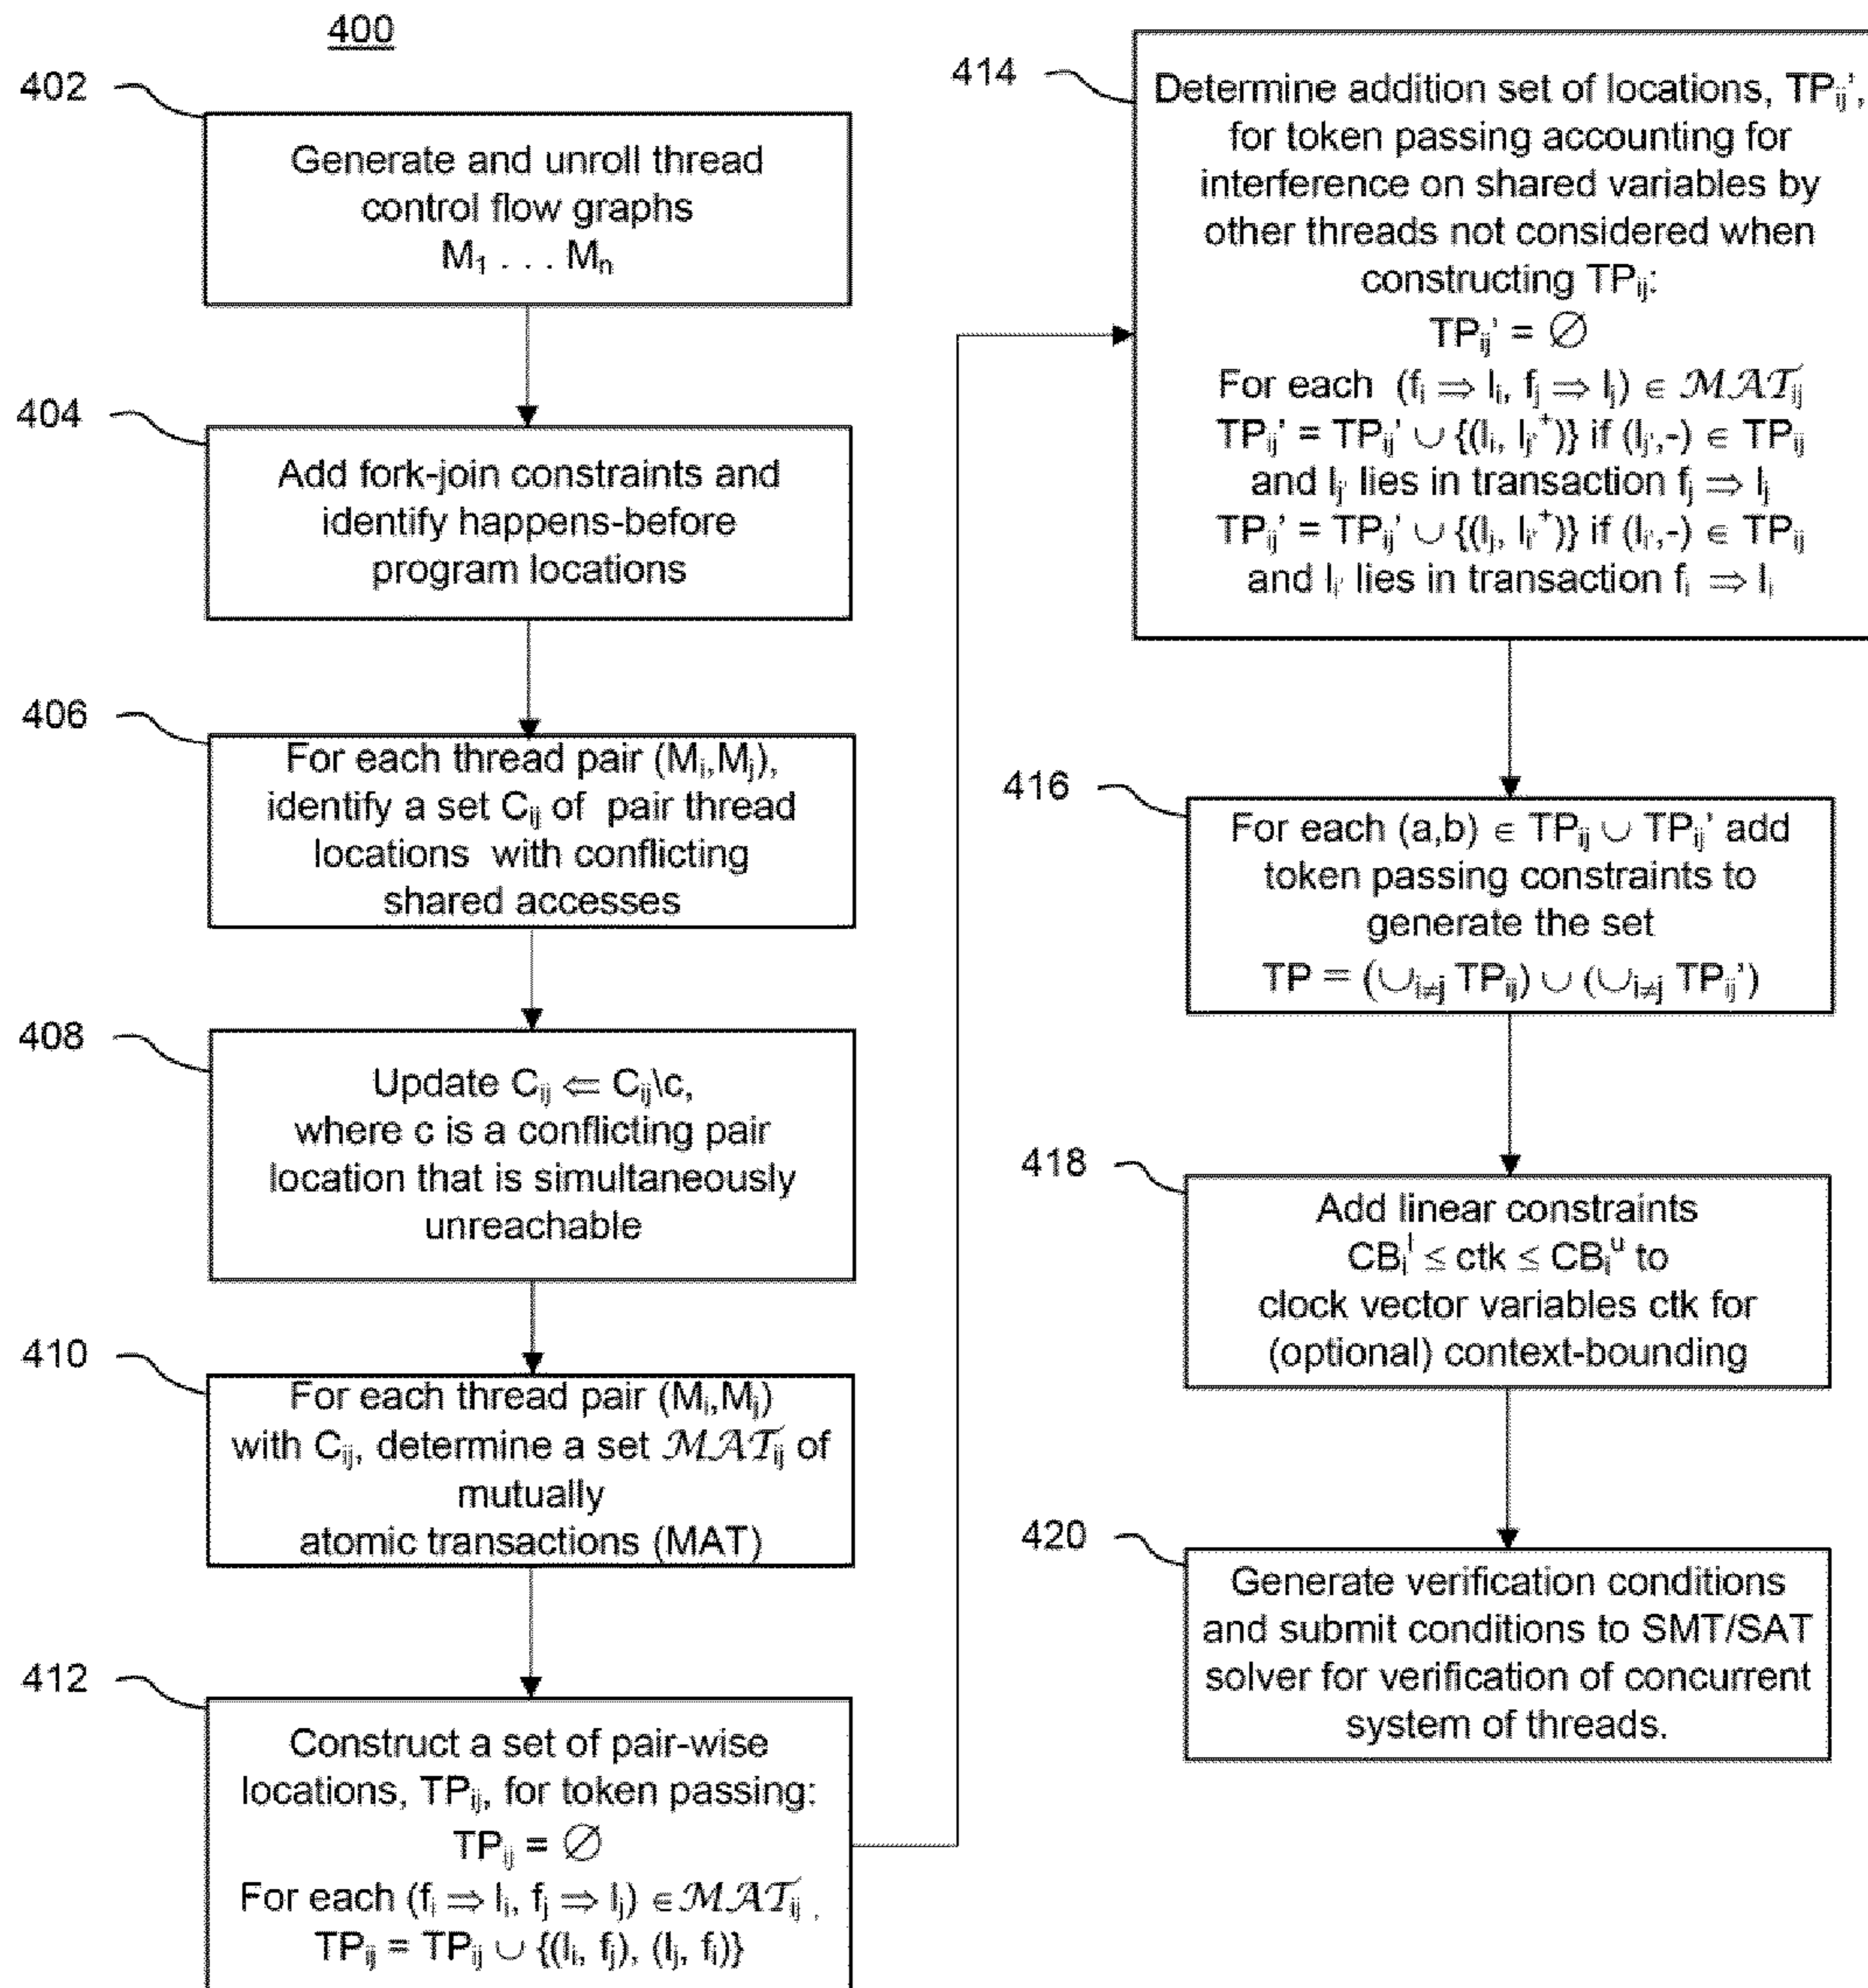 400
402
Generate and unroll thread
control flow graphs
M₁ . . . Mₙ
404
Add fork-join constraints and
identify happens-before
program locations
406
For each thread pair (Mᵢ,Mⱼ),
identify a set Cᵢⱼ of pair thread
locations with conflicting
shared accesses
408
Update Cᵢⱼ ⇐ Cᵢⱼ\c,
where c is a conflicting pair
location that is simultaneously
unreachable
410
For each thread pair (Mᵢ,Mⱼ)
with Cᵢⱼ, determine a set 𝓜𝓐𝓣ᵢⱼ of
mutually
atomic transactions (MAT)
412
Construct a set of pair-wise
locations, TPᵢⱼ, for token passing:
TPᵢⱼ = ∅
For each (fᵢ ⇒ lᵢ, fⱼ ⇒ lⱼ) ∈ 𝓜𝓐𝓣ᵢⱼ ,
TPᵢⱼ = TPᵢⱼ ∪ {(lᵢ, fⱼ), (lⱼ, fᵢ)}
414
Determine addition set of locations, TPᵢⱼ',
for token passing accounting for
interference on shared variables by
other threads not considered when
constructing TPᵢⱼ:
TPᵢⱼ' = ∅
For each (fᵢ ⇒ lᵢ, fⱼ ⇒ lⱼ) ∈ 𝓜𝓐𝓣ᵢⱼ
TPᵢⱼ' = TPᵢⱼ' ∪ {(lᵢ, lⱼ'⁺)} if (lⱼ',-) ∈ TPᵢⱼ
and lⱼ' lies in transaction fⱼ ⇒ lⱼ
TPᵢⱼ' = TPᵢⱼ' ∪ {(lⱼ, lᵢ'⁺)} if (lᵢ',-) ∈ TPᵢⱼ
and lᵢ' lies in transaction fᵢ ⇒ lᵢ
416
For each (a,b) ∈ TPᵢⱼ ∪ TPᵢⱼ' add
token passing constraints to
generate the set
TP = (∪ᵢ≠ⱼ TPᵢⱼ) ∪ (∪ᵢ≠ⱼ TPᵢⱼ')
418
Add linear constraints
CBᵢˡ ≤ ctk ≤ CBᵢᵘ to
clock vector variables ctk for
(optional) context-bounding
420
Generate verification conditions
and submit conditions to SMT/SAT
solver for verification of concurrent
system of threads.